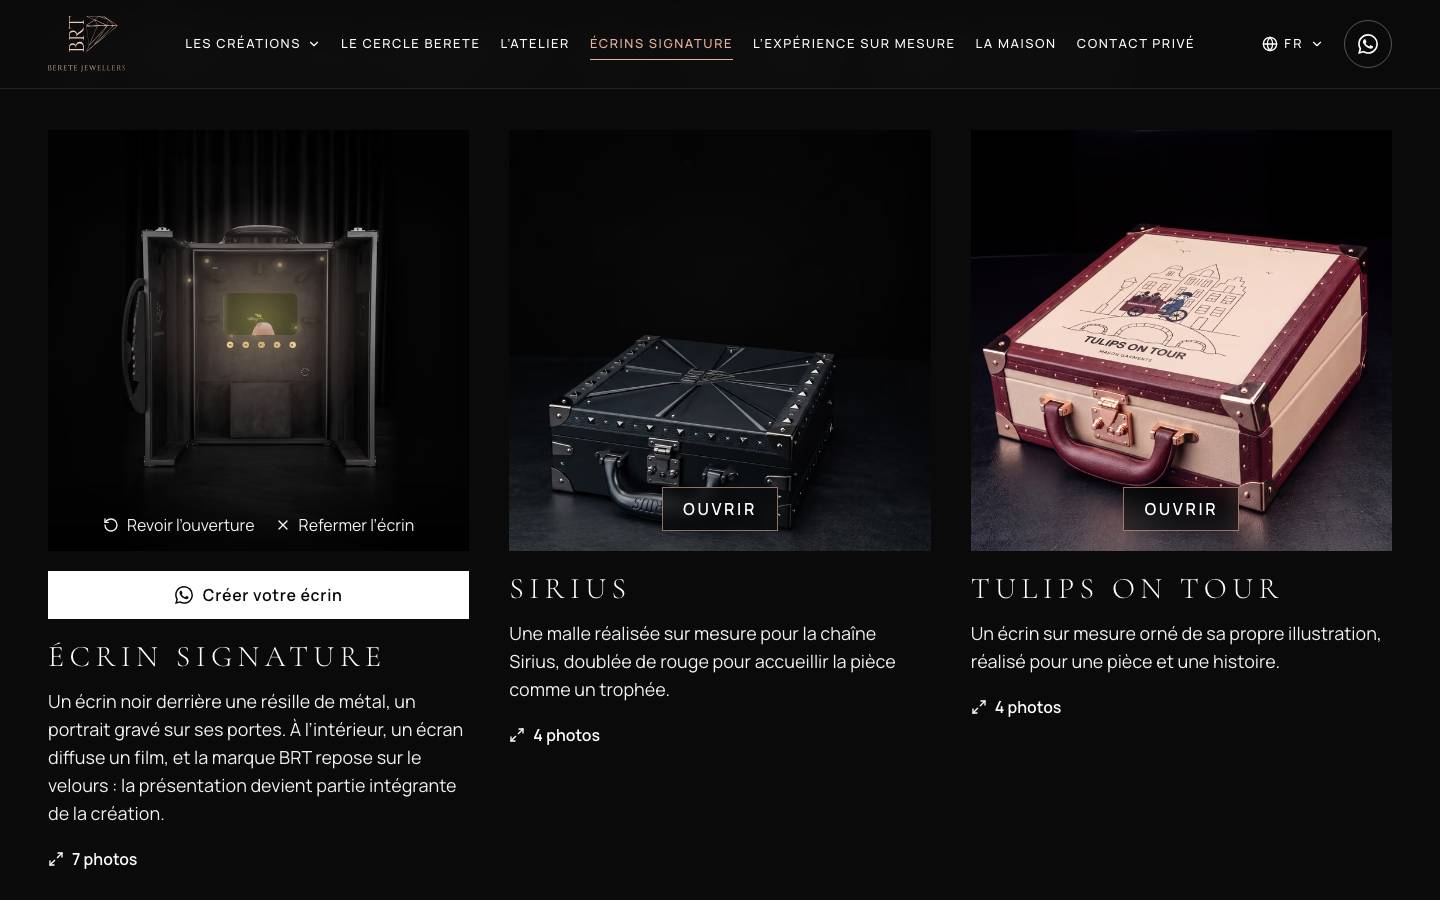 BRT
BERETE JEWELLERS
LES CRÉATIONS
LE CERCLE BERETE
L'ATELIER
ÉCRINS SIGNATURE
L'EXPÉRIENCE SUR MESURE
LA MAISON
CONTACT PRIVÉ
FR
TULIPS ON TOUR
MAISON GARMENTS
Revoir l'ouverture
Refermer l'écrin
OUVRIR
OUVRIR
Créer votre écrin
ÉCRIN SIGNATURE
Un écrin noir derrière une résille de métal, un
portrait gravé sur ses portes. À l'intérieur, un écran
diffuse un film, et la marque BRT repose sur le
velours : la présentation devient partie intégrante
de la création.
7 photos
SIRIUS
Une malle réalisée sur mesure pour la chaîne
Sirius, doublée de rouge pour accueillir la pièce
comme un trophée.
4 photos
TULIPS ON TOUR
Un écrin sur mesure orné de sa propre illustration,
réalisé pour une pièce et une histoire.
4 photos